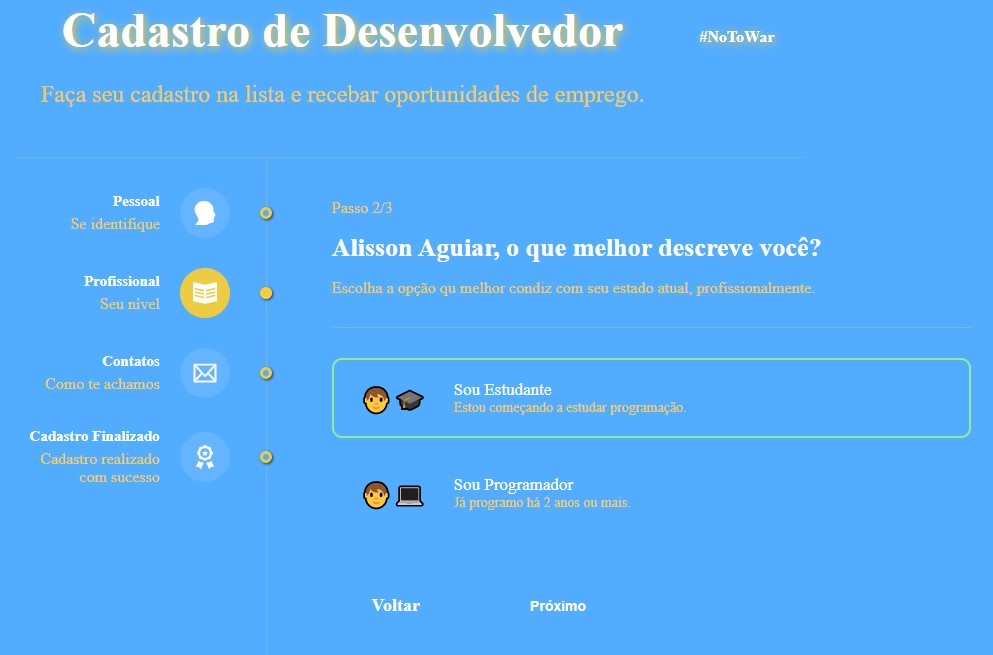 Cadastro de Desenvolvedor
#NoToWar
Faça seu cadastro na lista e recebar oportunidades de emprego.
Pessoal
Se identifique
Profissional
Seu nível
Contatos
Como te achamos
Cadastro Finalizado
Cadastro realizado
com sucesso
Passo 2/3
Alisson Aguiar, o que melhor descreve você?
Escolha a opção qu melhor condiz com seu estado atual, profissionalmente.
Sou Estudante
Estou começando a estudar programação.
Sou Programador
Já programo há 2 anos ou mais.
Voltar
Próximo